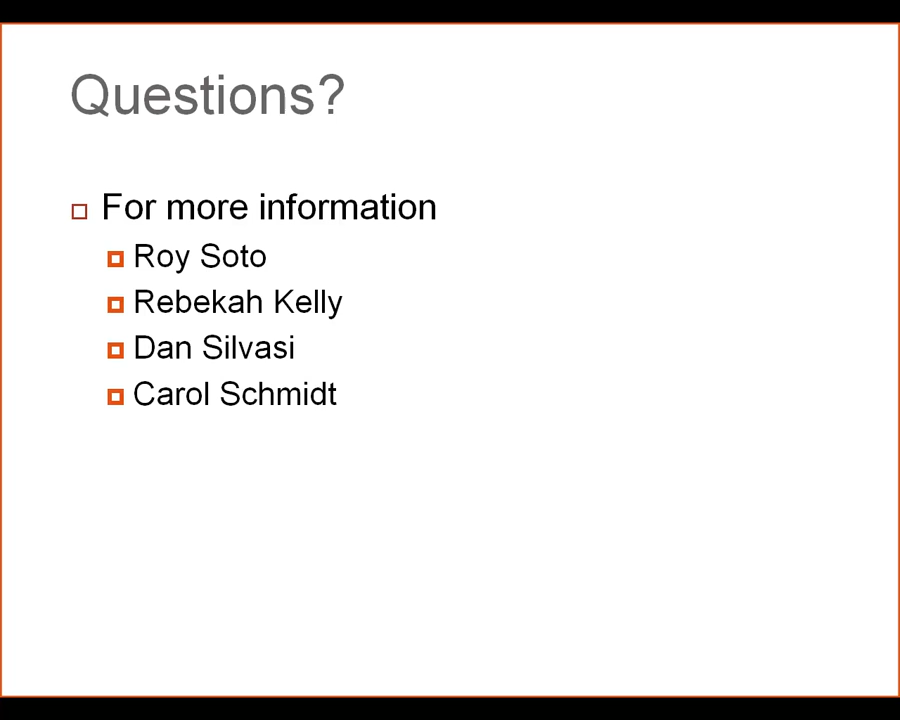 Questions?
For more information
Roy Soto
Rebekah Kelly
Dan Silvasi
Carol Schmidt